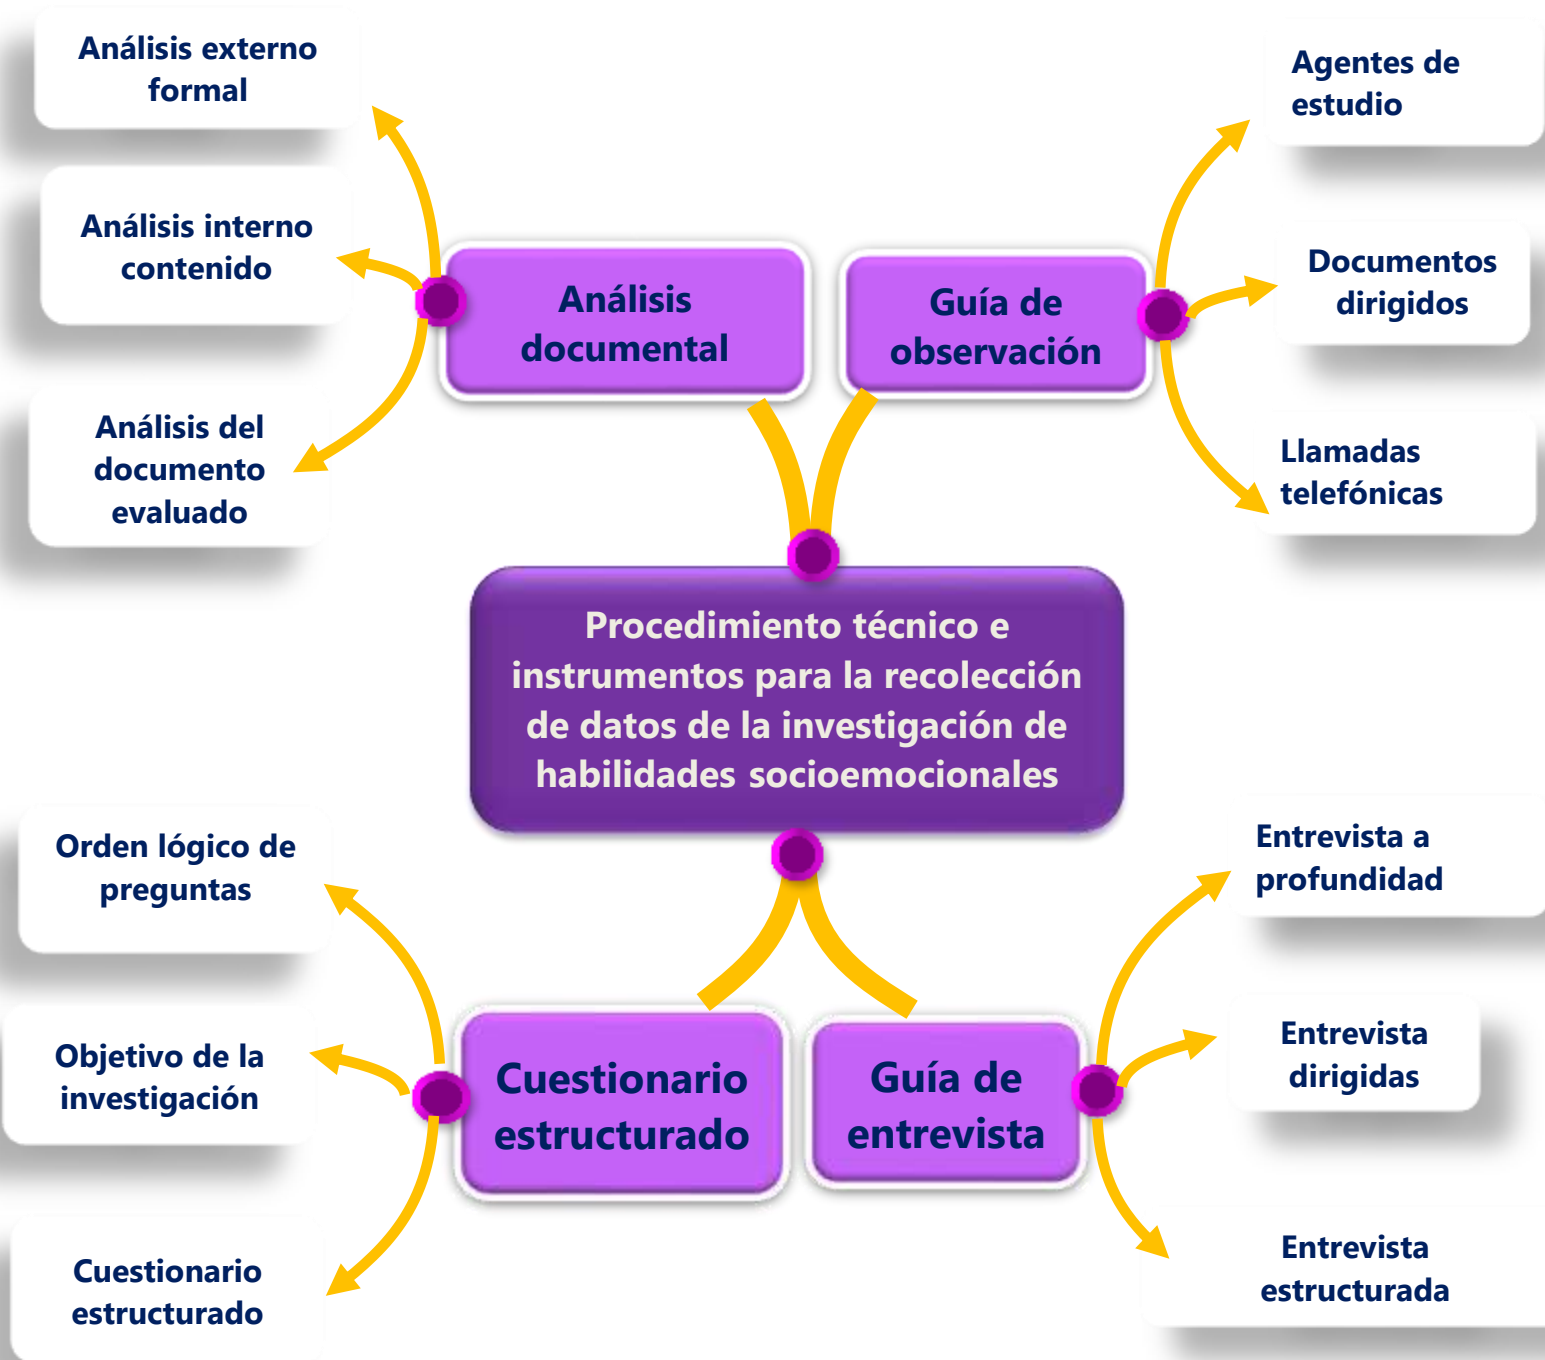 Análisis externo
formal
Análisis interno
contenido
Análisis del
documento
evaluado
Análisis
documental
Guía de
observación
Agentes de
estudio
Documentos
dirigidos
Llamadas
telefónicas
Procedimiento técnico e
instrumentos para la recolección
de datos de la investigación de
habilidades socioemocionales
Orden lógico de
preguntas
Objetivo de la
investigación
Cuestionario
estructurado
Cuestionario
estructurado
Guía de
entrevista
Entrevista a
profundidad
Entrevista
dirigidas
Entrevista
estructurada